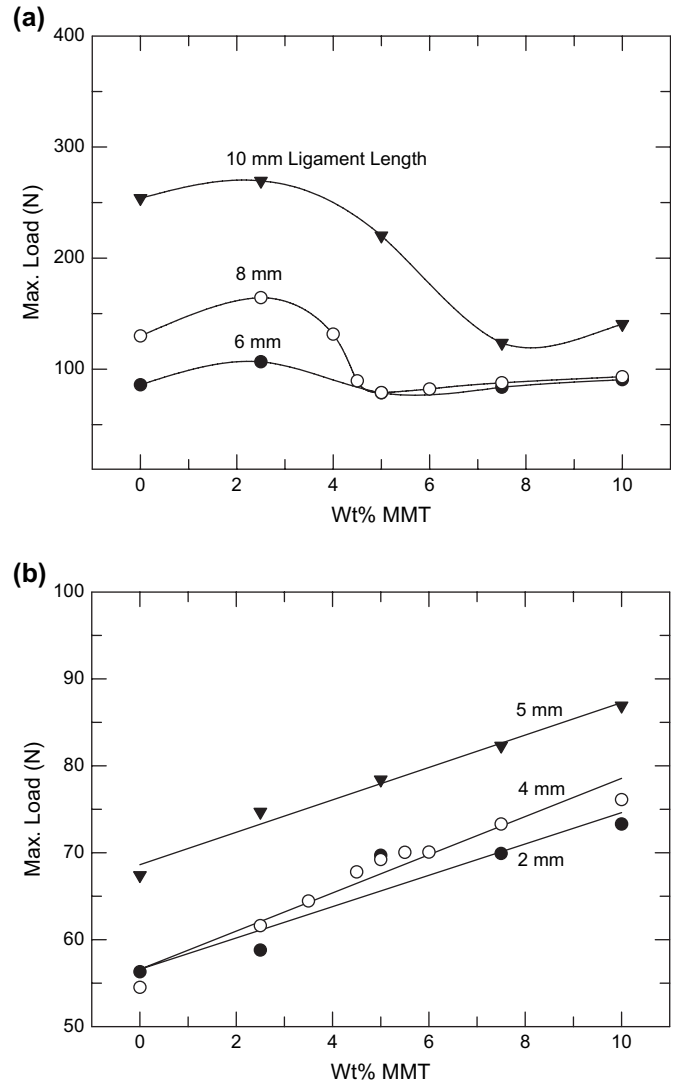 (a)
400
300
200
100
Max. Load (N)
10 mm Ligament Length
8 mm
6 mm
0 2 4 6 8 10
Wt% MMT
(b)
100
90
80
70
60
50
Max. Load (N)
5 mm
4 mm
2 mm
0 2 4 6 8 10
Wt% MMT